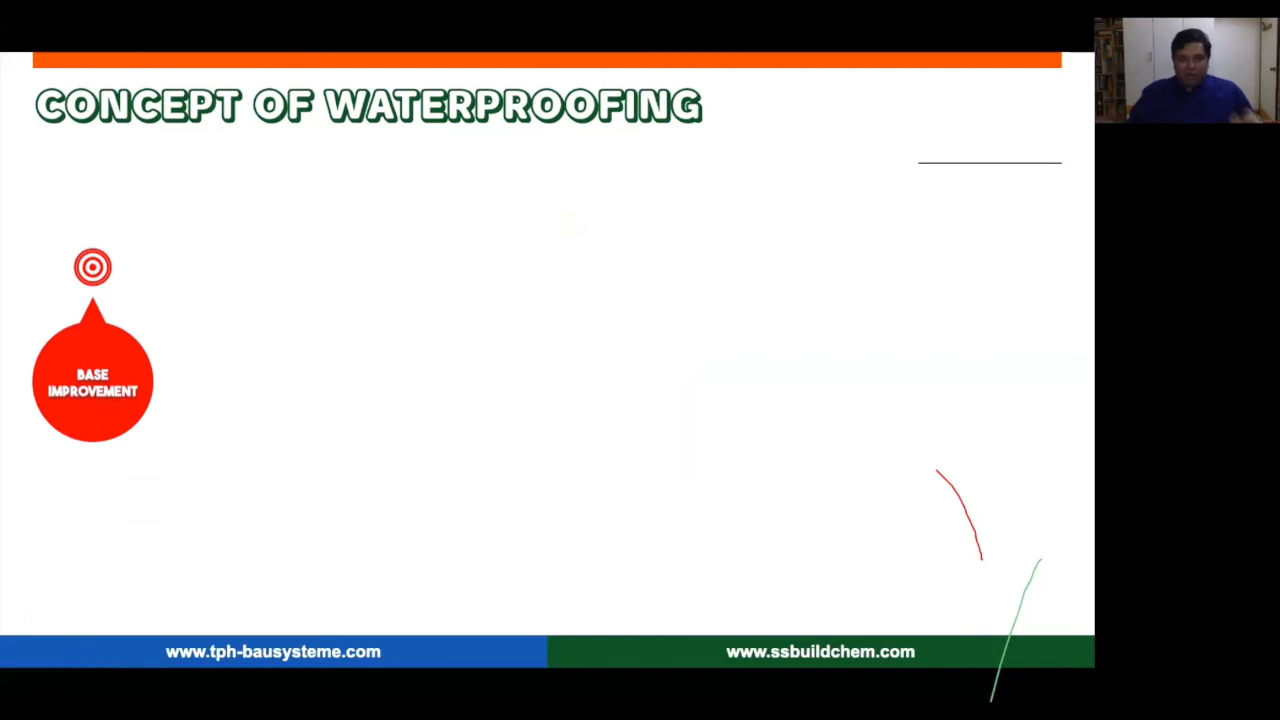 CONCEPT OF WATERPROOFING
BASE
IMPROVEMENT
www.tph-bausysteme.com
www.ssbuildchem.com